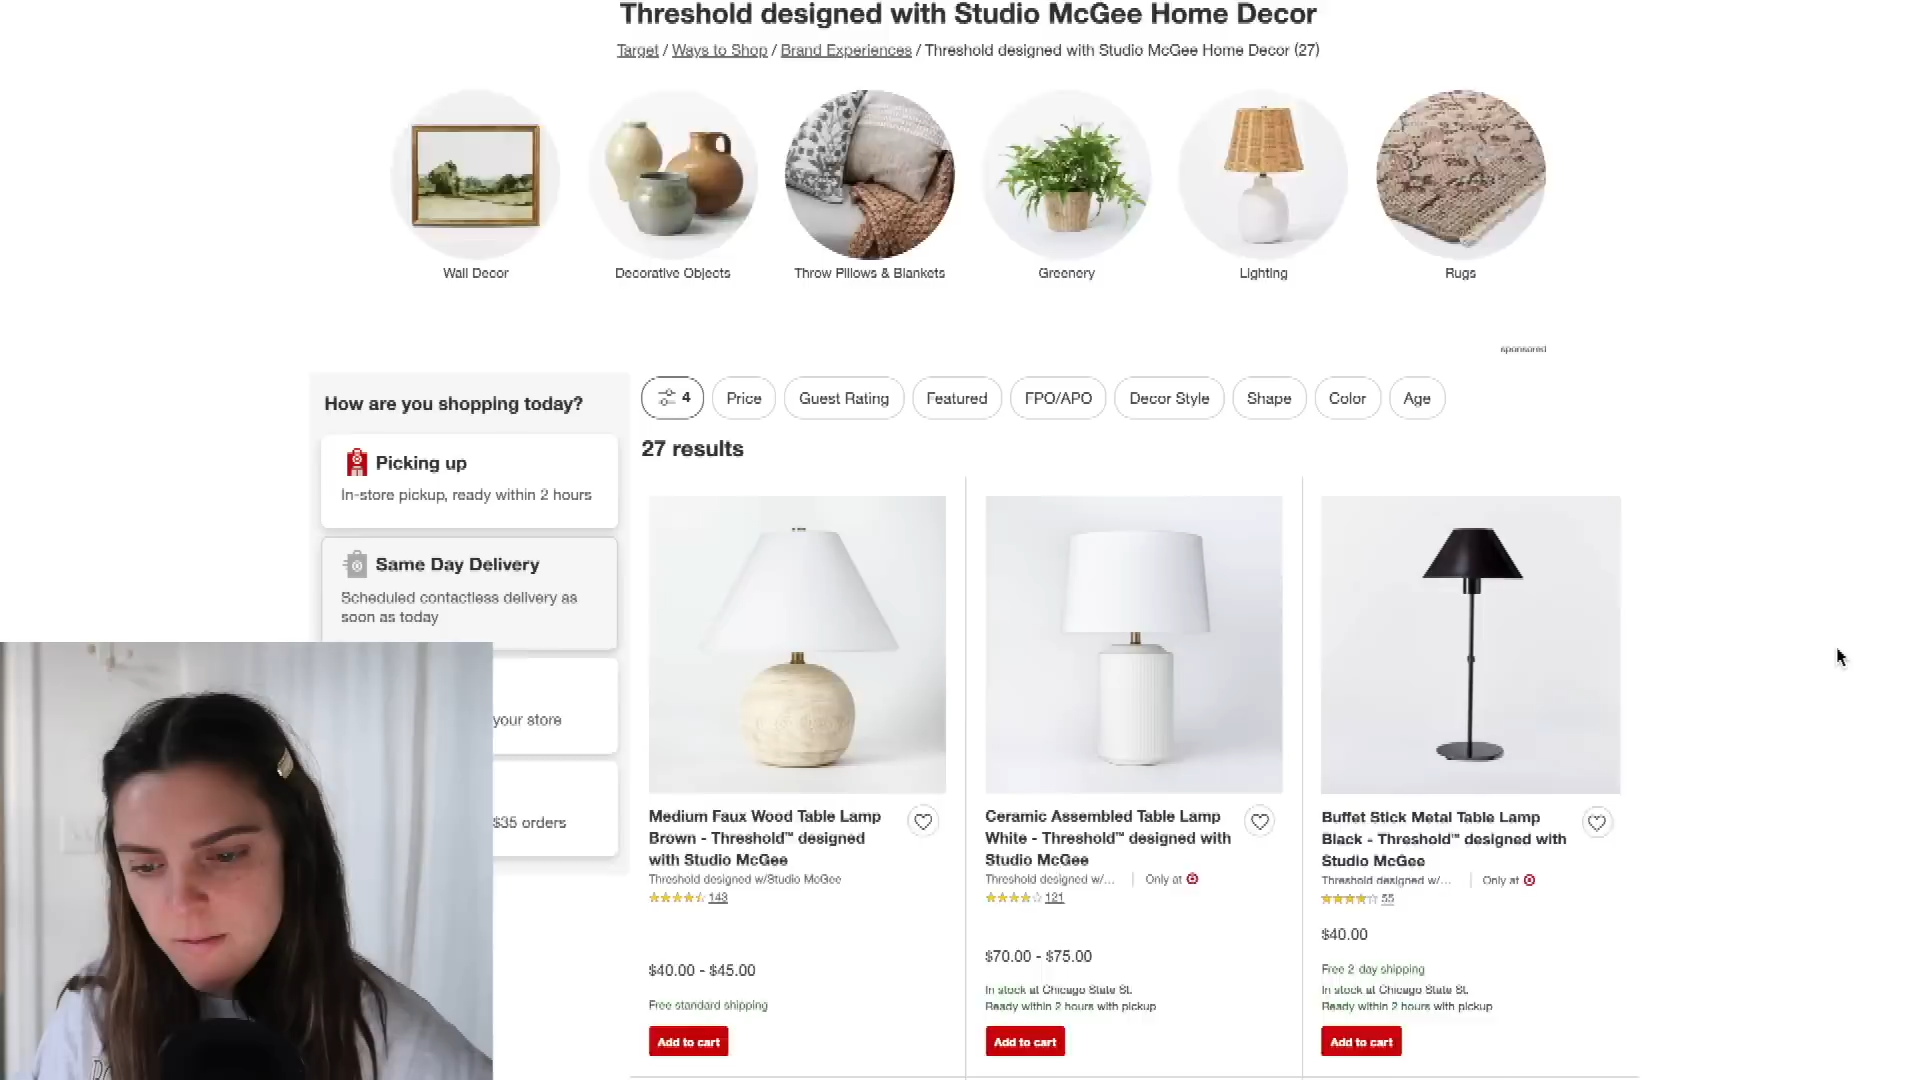 Threshold designed with Studio McGee Home Decor
Target / Ways to Shop / Brand Experiences / Threshold designed with Studio McGee Home Decor (27)
Wall Decor
Decorative Objects
Throw Pillows & Blankets
Greenery
Lighting
Rugs
sponsored
How are you shopping today?
Picking up
In-store pickup, ready within 2 hours
Same Day Delivery
Scheduled contactless delivery as
soon as today
your store
$35 orders
4
Price
Guest Rating
Featured
FPO/APO
Decor Style
Shape
Color
Age
27 results
Medium Faux Wood Table Lamp
Brown - Threshold™ designed
with Studio McGee
Threshold designed w/Studio McGee
143
$40.00 - $45.00
Free standard shipping
Add to cart
Ceramic Assembled Table Lamp
White - Threshold™ designed with
Studio McGee
Threshold designed w/... | Only at
121
$70.00 - $75.00
In stock at Chicago State St.
Ready within 2 hours with pickup
Add to cart
Buffet Stick Metal Table Lamp
Black - Threshold™ designed with
Studio McGee
Threshold designed w/... | Only at
55
$40.00
Free 2-day shipping
In stock at Chicago State St.
Ready within 2 hours with pickup
Add to cart